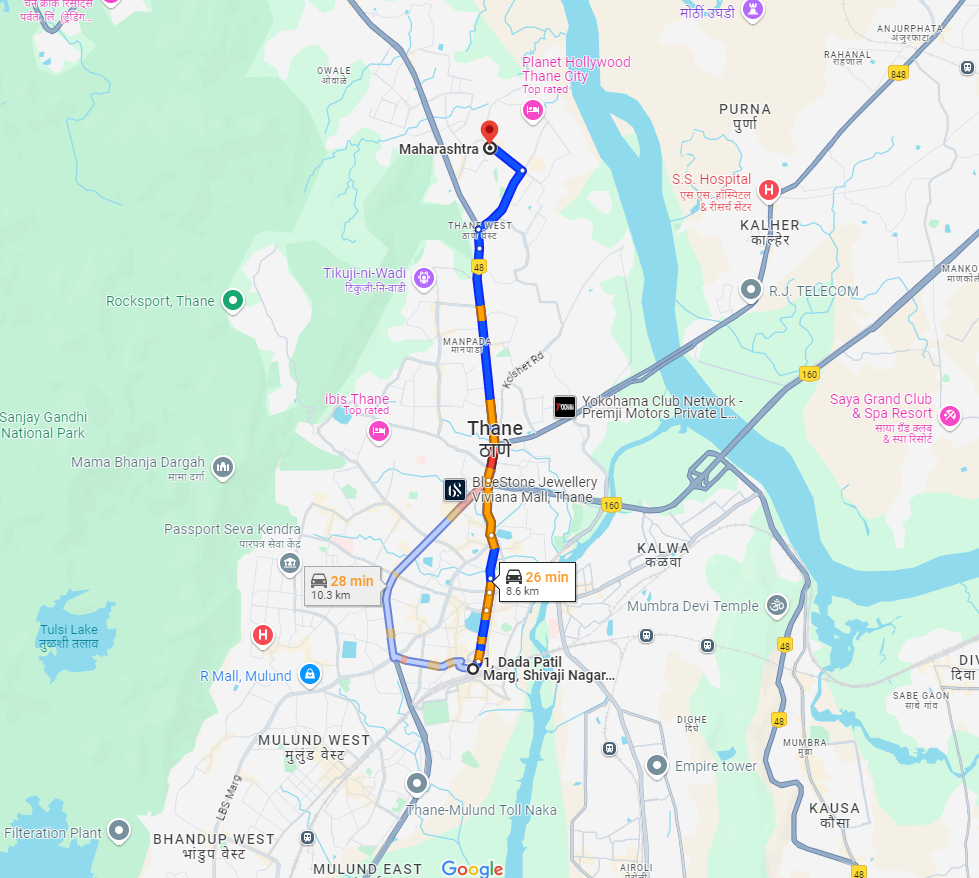 पर्वत. लि. (ठ्रॅडिंग...
मोठीं उघडी
ANJURPHATA
अंजुरफाटा
OWALE
ओवाळे
Planet Hollywood
Thane City
Top rated
RAHANAL
राहणाल
848
PURNA
पुर्णा
Maharashtra
S.S. Hospital
एस.एस. हॉस्पिटल
& रीसर्च सेंटर
THANE WEST
ठाणे वेस्ट
KALHER
काल्हेर
48
Tikuji-ni-Wadi
टिकुजी-नि-वाडी
MANKO
माणकोली
Rocksport, Thane
R.J. TELECOM
MANPADA
मानपाडा
Kolshet Rd
160
ibis Thane
Top rated
Yokohama Club Network -
Premji Motors Private L...
Saya Grand Club
& Spa Resort
साया ग्रँड क्लब
& स्पा रिसोर्ट
Sanjay Gandhi
National Park
Thane
ठाणे
Mama Bhanja Dargah
मामा दर्गा
BlueStone Jewellery
Viviana Mall, Thane
160
Passport Seva Kendra
पारपत्र सेवा केंद्र
KALWA
कळवा
28 min
10.3 km
26 min
8.6 km
Mumbra Devi Temple
Tulsi Lake
तुळशी तलाव
H
48
R Mall, Mulund
1, Dada Patil
Marg, Shivaji Nagar...
DIV
दिवा
SABE GAON
साबे गांव
DIGHE
दिघे
48
MULUND WEST
मुलुंड वेस्ट
MUMBRA
मुंब्रा
Empire tower
LBS Marg
Thane-Mulund Toll Naka
KAUSA
कौसा
Filteration Plant
BHANDUP WEST
भांडुप वेस्ट
MULUND EAST
Google
AIROLI
48